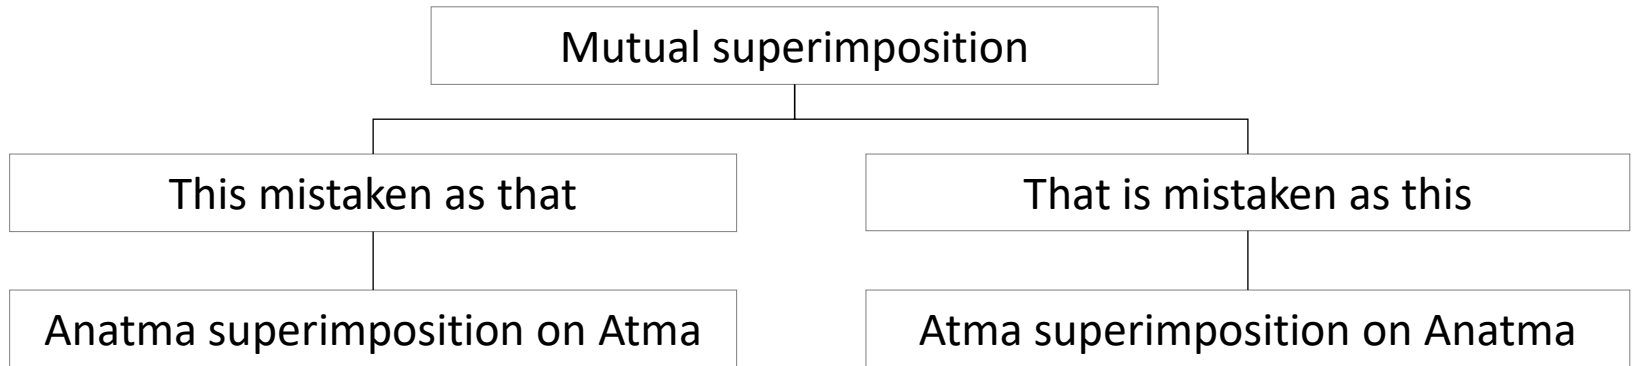 Mutual superimposition
This mistaken as that
That is mistaken as this
Anatma superimposition on Atma
Atma superimposition on Anatma